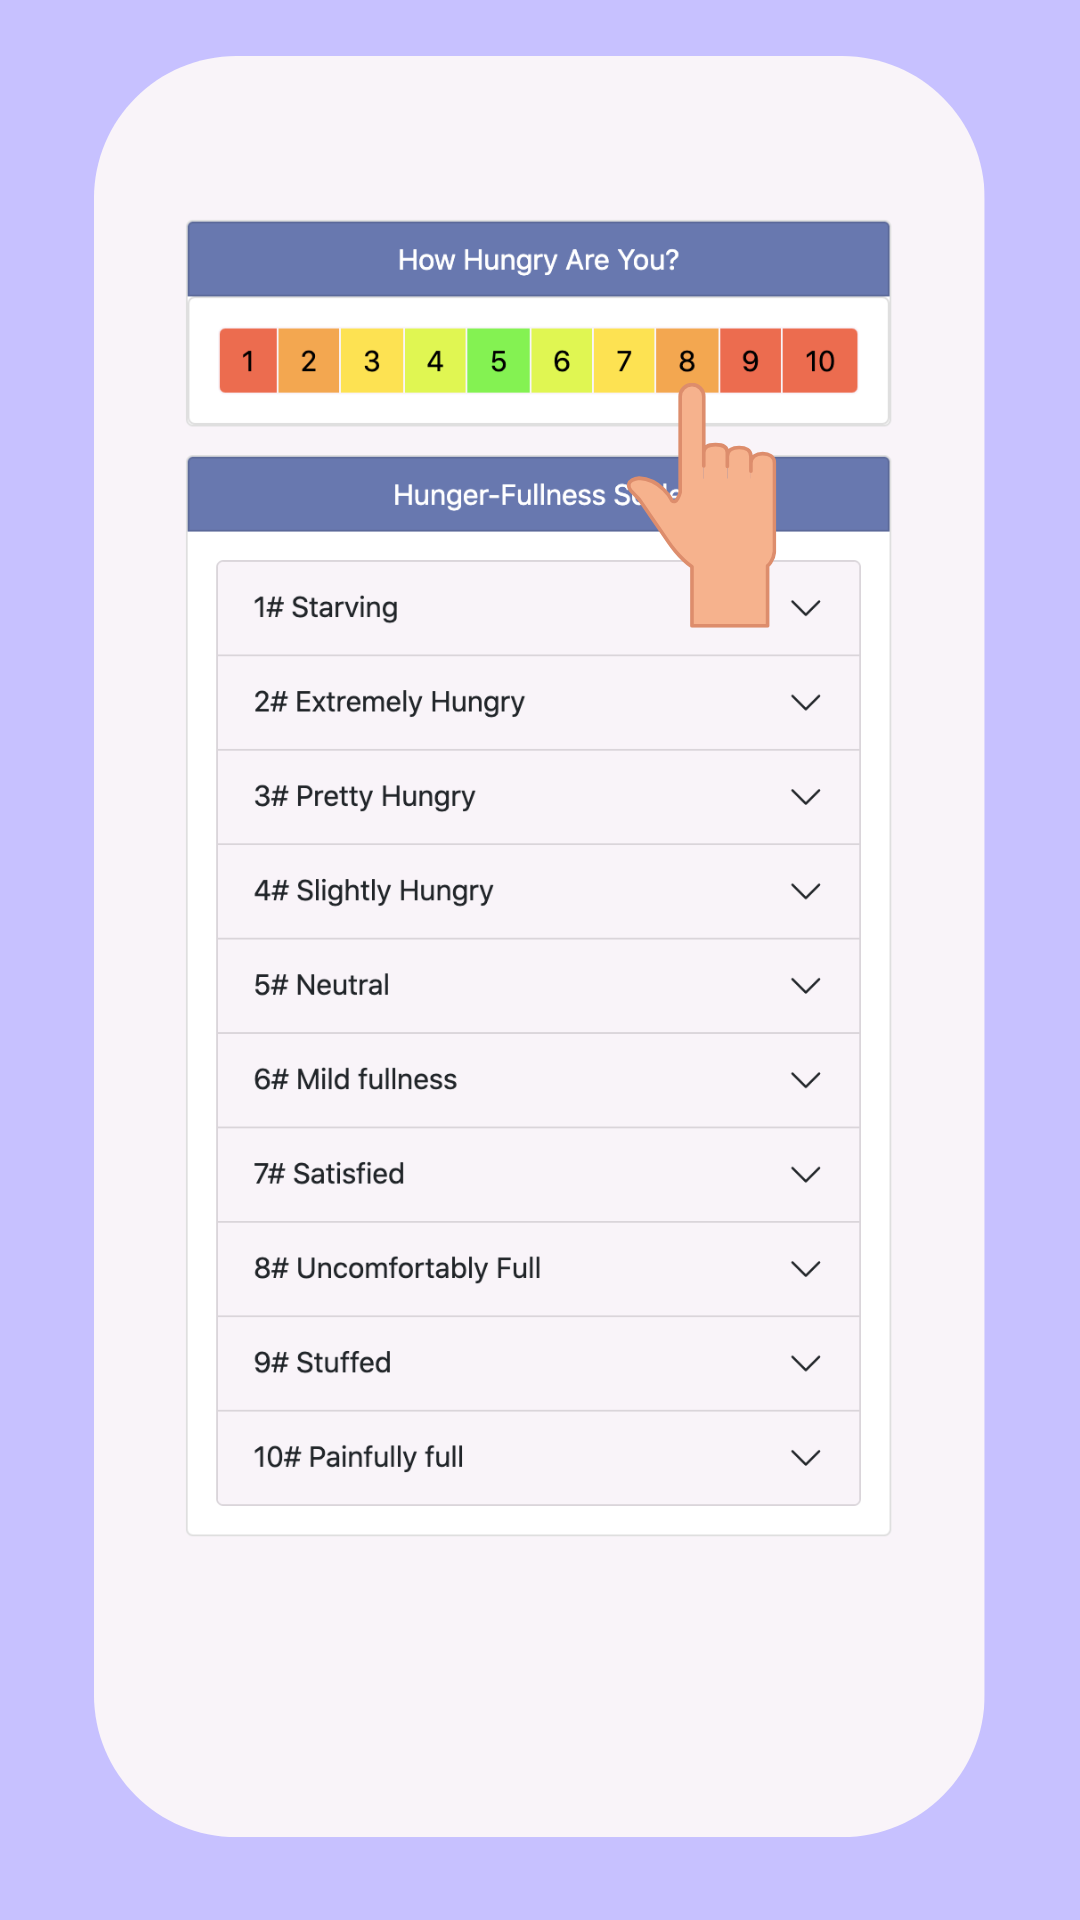 How Hungry Are You?
1 2 3 4 5 6 7 8 9 10
Hunger-Fullness
1# Starving
2# Extremely Hungry
3# Pretty Hungry
4# Slightly Hungry
5# Neutral
6# Mild fullness
7# Satisfied
8# Uncomfortably Full
9# Stuffed
10# Painfully full